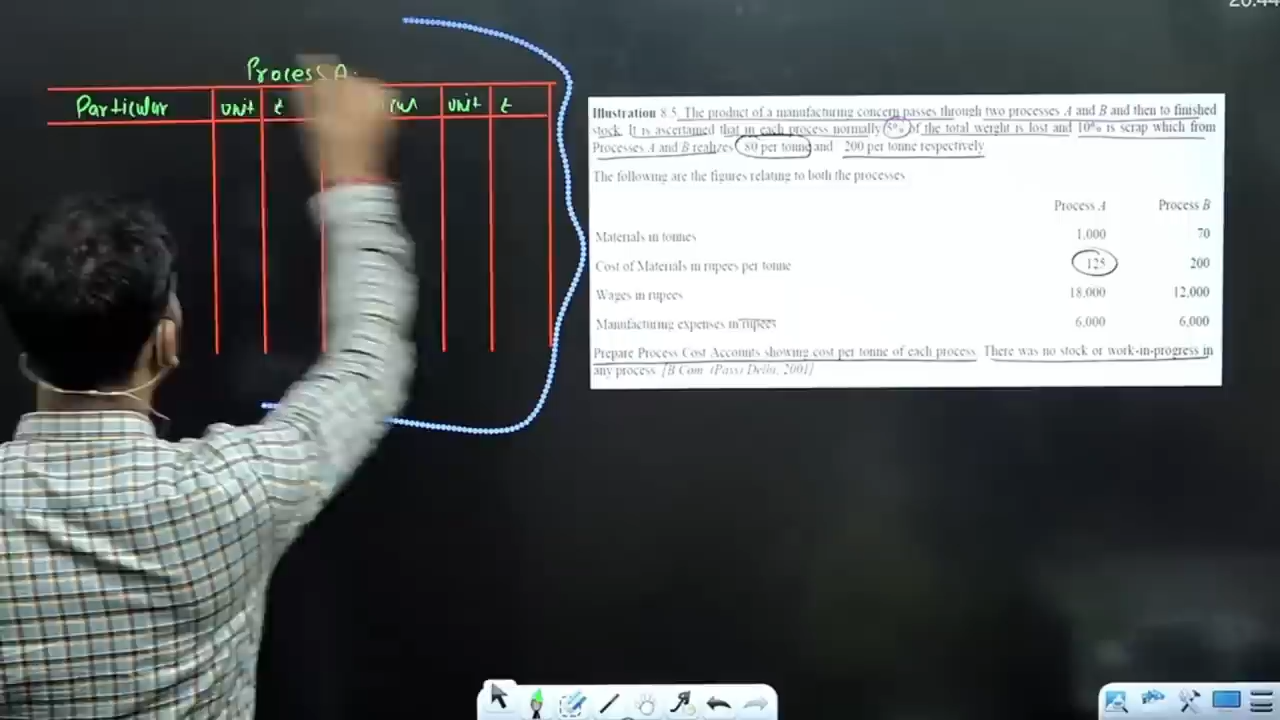 20:44
Process A.
Particular unit ₹ unit ₹
Illustration 8.5. The product of a manufacturing concern passes through two processes A and B and then to finished
stock. It is ascertained that in each process normally 5% of the total weight is lost and 10% is scrap which from
Processes A and B realizes 80 per tonne and 200 per tonne respectively
The following are the figures relating to both the processes
Process A Process B
Materials in tonnes 1,000 70
Cost of Materials in rupees per tonne 125 200
Wages in rupees 18,000 12,000
Manufacturing expenses in rupees 6,000 6,000
Prepare Process Cost Accounts showing cost per tonne of each process. There was no stock or work-in-progress in
any process. [B Com. (Pass) Delhi, 2001]